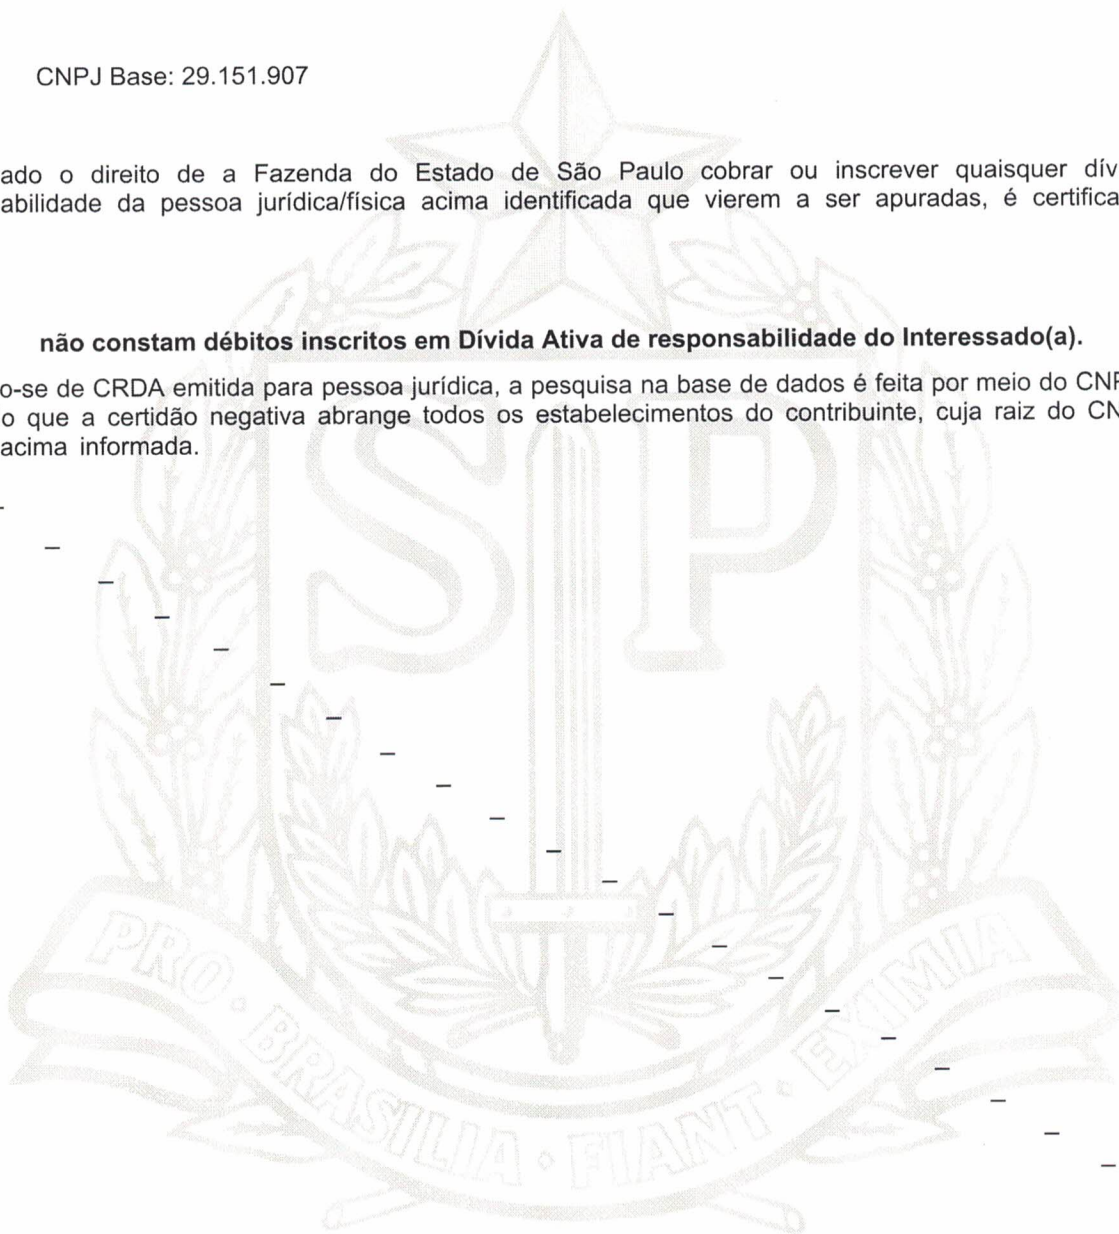 CNPJ Base: 29.151.907
ado o direito de a Fazenda do Estado de São Paulo cobrar ou inscrever quaisquer dív
abilidade da pessoa jurídica/física acima identificada que vierem a ser apuradas, é certifica
não constam débitos inscritos em Dívida Ativa de responsabilidade do Interessado(a).
o-se de CRDA emitida para pessoa jurídica, a pesquisa na base de dados é feita por meio do CNP
o que a certidão negativa abrange todos os estabelecimentos do contribuinte, cuja raiz do CN
acima informada.
SP
PRO • BRASILIA • FIANT • EXIMIA